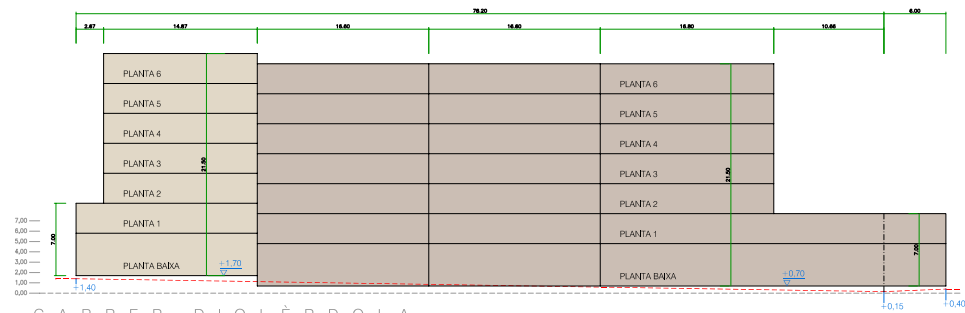 76.20
6.00
2.67
14.87
16.60
16.60
16.80
10.66
PLANTA 6
PLANTA 5
PLANTA 4
PLANTA 3
PLANTA 2
PLANTA 1
PLANTA BAIXA
21.50
7.00
+1,70
PLANTA 6
PLANTA 5
PLANTA 4
PLANTA 3
PLANTA 2
PLANTA 1
PLANTA BAIXA
21.50
7.00
+0.70
7,00
6,00
5,00
4,00
3,00
2,00
1,00
0,00
+1,40
+0,15
+0,40